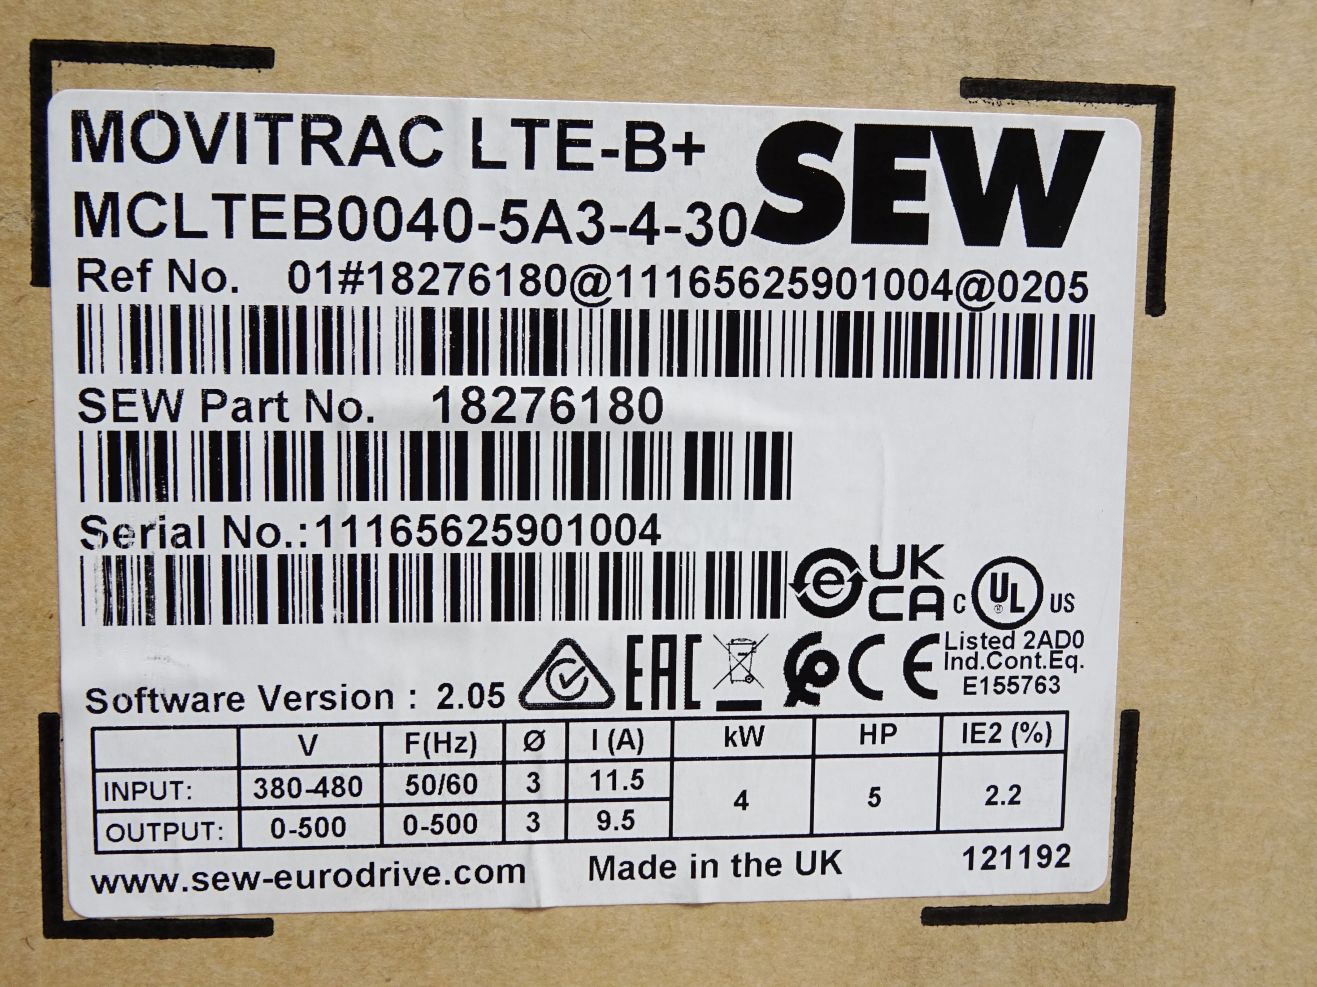 MOVITRAC LTE-B+
SEW
MCLTEB0040-5A3-4-30
Ref No. 01#18276180@11165625901004@0205
SEW Part No. 18276180
Serial No.:11165625901004
UK
CA
C UL US
Listed 2AD0
Ind.Cont.Eq.
E155763
EAC
CE
Software Version : 2.05
V F(Hz) Ø I (A) kW HP IE2 (%)
INPUT: 380-480 50/60 3 11.5 4 5 2.2
OUTPUT: 0-500 0-500 3 9.5
www.sew-eurodrive.com Made in the UK 121192